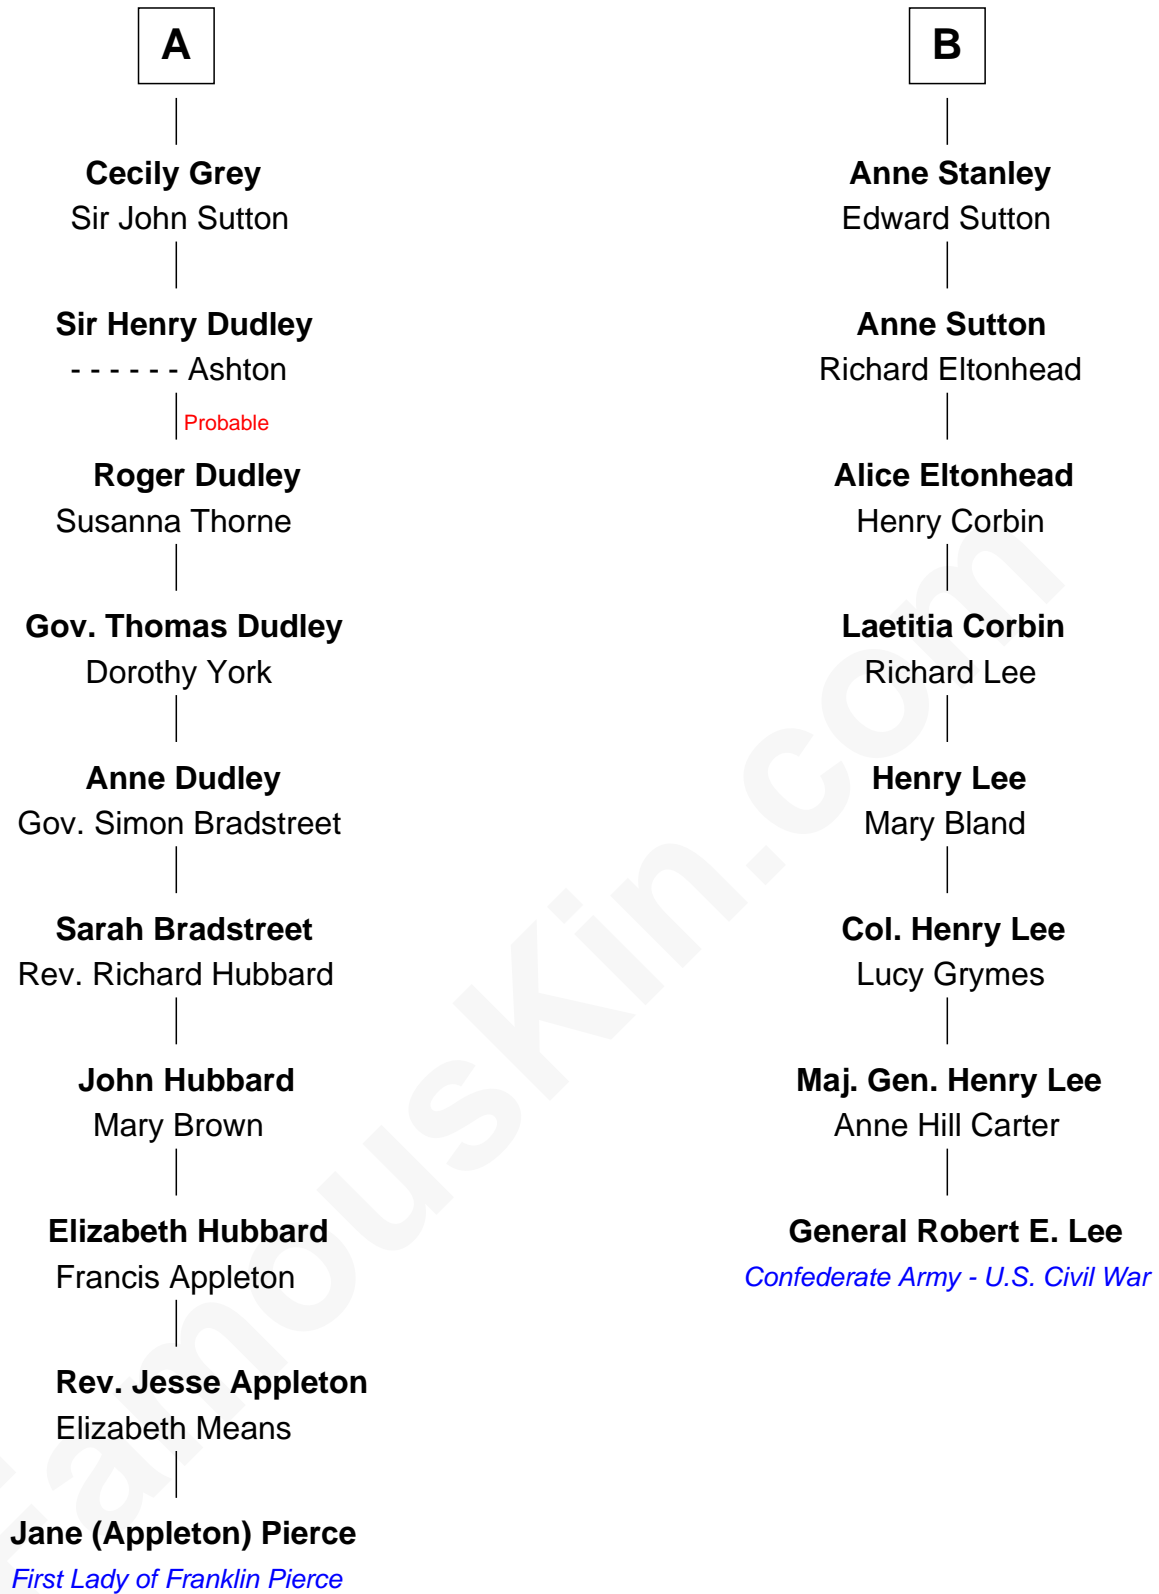 A
Cecily Grey
Sir John Sutton
Sir Henry Dudley
- - - - - - Ashton
Probable
Roger Dudley
Susanna Thorne
Gov. Thomas Dudley
Dorothy York
Anne Dudley
Gov. Simon Bradstreet
Sarah Bradstreet
Rev. Richard Hubbard
John Hubbard
Mary Brown
Elizabeth Hubbard
Francis Appleton
Rev. Jesse Appleton
Elizabeth Means
Jane (Appleton) Pierce
First Lady of Franklin Pierce
B
Anne Stanley
Edward Sutton
Anne Sutton
Richard Eltonhead
Alice Eltonhead
Henry Corbin
Laetitia Corbin
Richard Lee
Henry Lee
Mary Bland
Col. Henry Lee
Lucy Grymes
Maj. Gen. Henry Lee
Anne Hill Carter
General Robert E. Lee
Confederate Army - U.S. Civil War
FamousKin.com